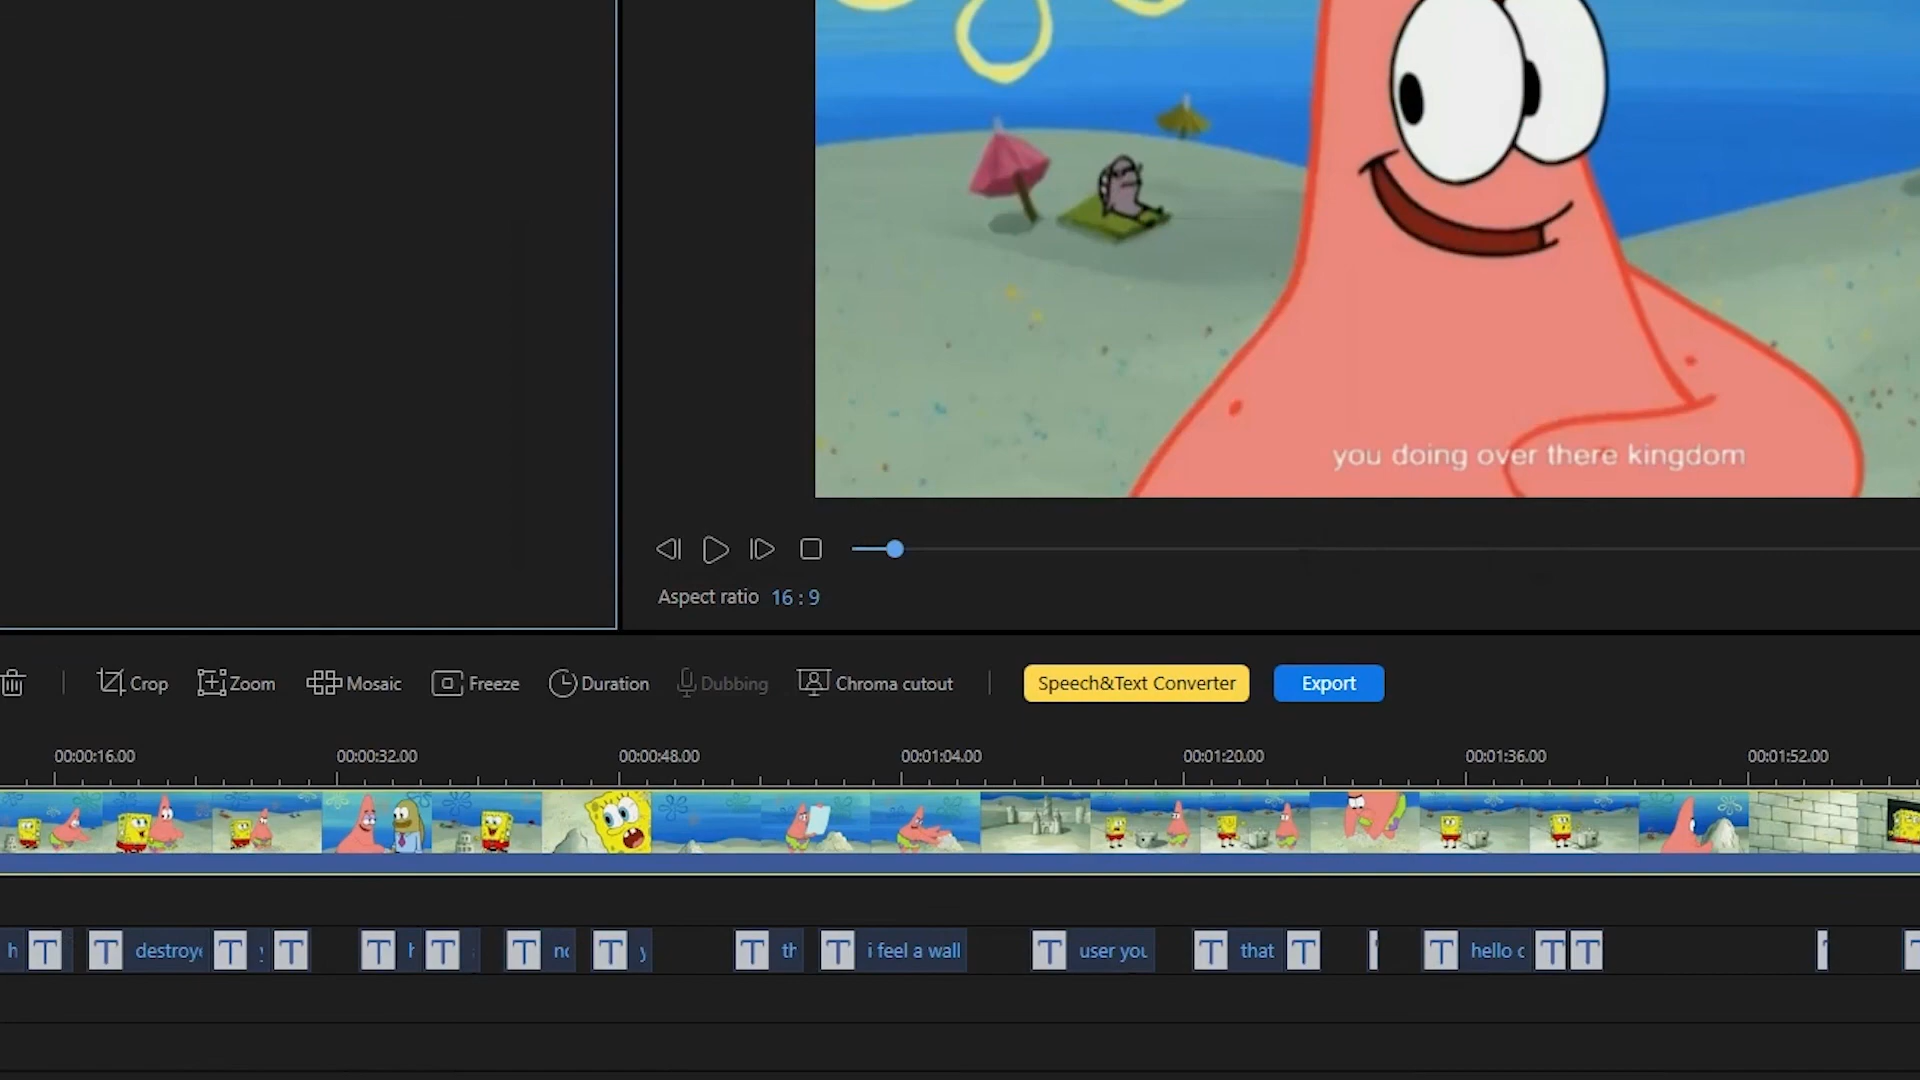 you doing over there kingdom
Aspect ratio 16 : 9
Crop Zoom Mosaic Freeze Duration Dubbing Chroma cutout Speech&Text Converter Export
00:00:16.00 00:00:32.00 00:00:48.00 00:01:04.00 00:01:20.00 00:01:36.00 00:01:52.00
h T T destroye T T T h T T no T y T th T i feel a wall T user you T that T T hello c T T